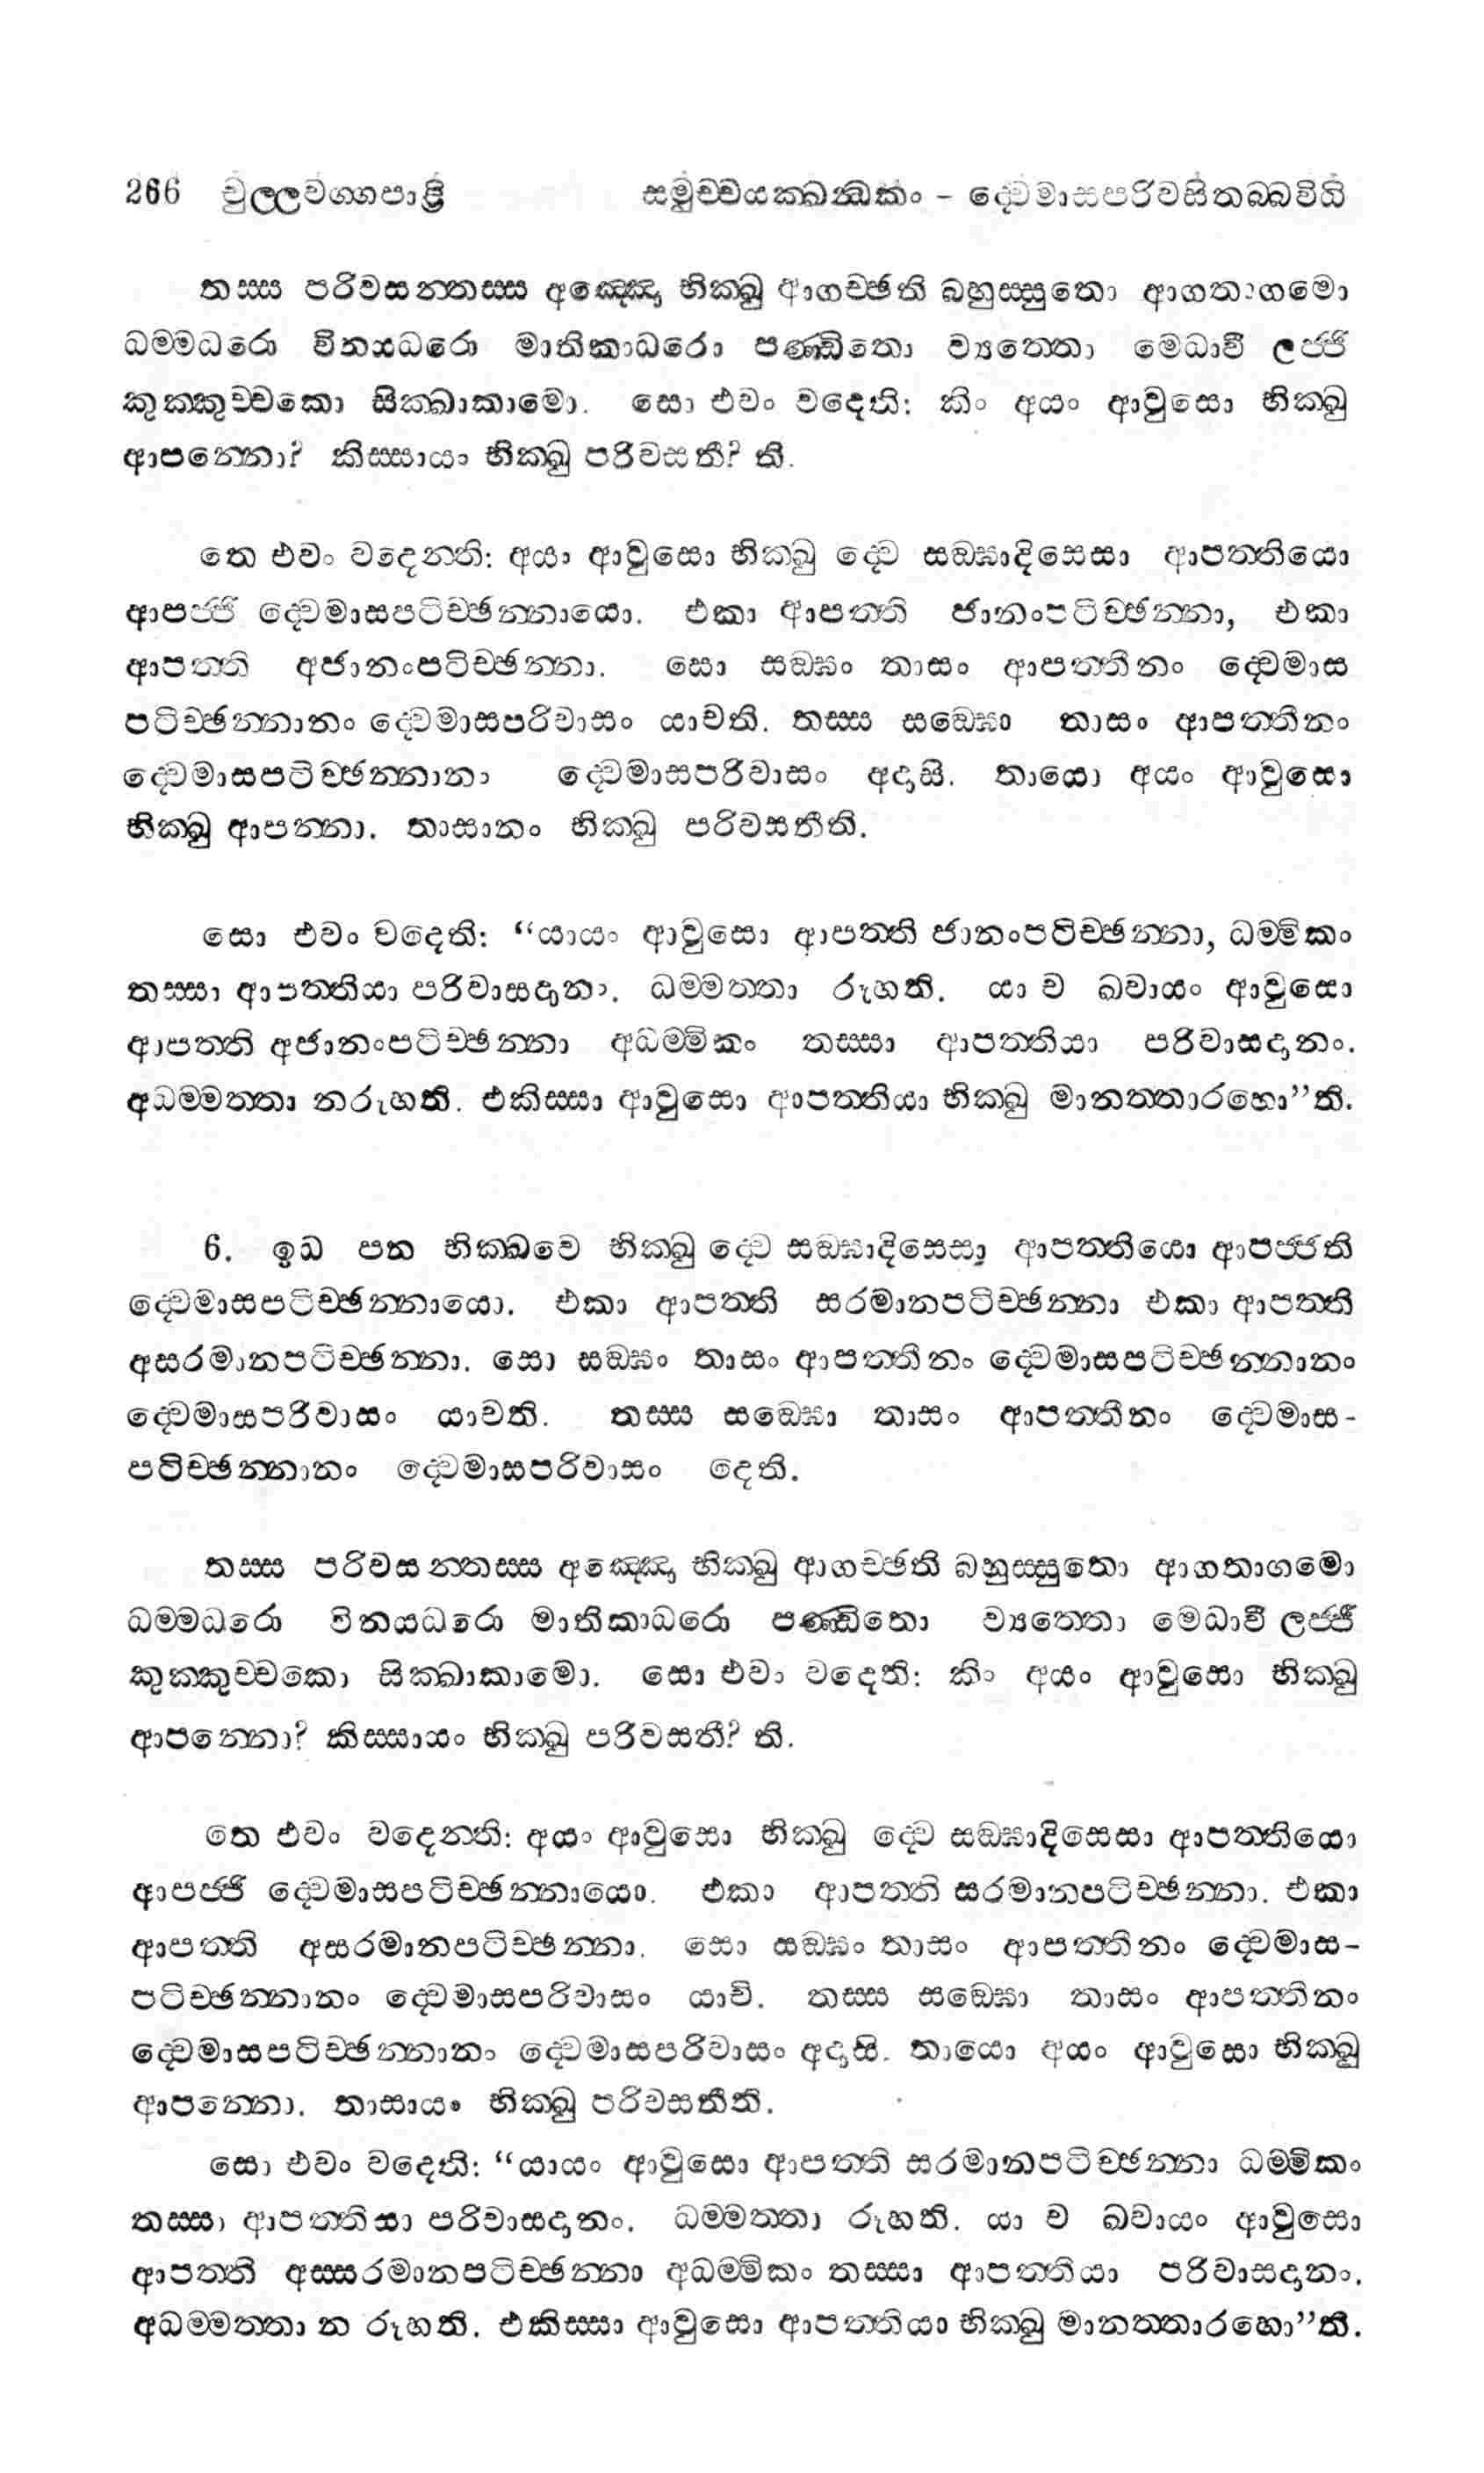 266 චුල්ලවග්ගපාළි සමුච්චයක්ඛන්ධකං – ද්වෙමාසපරිවසිතබ්බවිධි
තස්ස පරිවසන්තස්ස අඤ්ඤො භික්ඛු ආගච්ඡති බහුස්සුතො ආගතාගමො
ධම්මධරො විනයධරො මාතිකාධරො පණ්ඩිතො ව්‍යත්තො මෙධාවී ලජ්ජි
කුක්කුච්චකො සික්ඛාකාමො. සො එවං වදෙති: කිං අයං ආවුසො භික්ඛු
ආපන්නො? කිස්සායං භික්ඛු පරිවසතී? ති.
තෙ එවං වදෙන්ති: අයං ආවුසො භික්ඛු ද්වෙ සඞ්ඝාදිසෙසා ආපත්තියො
ආපජ්ජි ද්වෙමාසපටිච්ඡන්නායො. එකා ආපත්ති ජානංපටිච්ඡන්නා, එකා
ආපත්ති අජානංපටිච්ඡන්නා. සො සඞ්ඝං තාසං ආපත්තීනං ද්වෙමාස
පටිච්ඡන්නානං ද්වෙමාසපරිවාසං යාචති. තස්ස සඞ්ඝො තාසං ආපත්තීනං
ද්වෙමාසපටිච්ඡන්නානං ද්වෙමාසපරිවාසං අදාසි. තායො අයං ආවුසො
භික්ඛු ආපන්නා. තාසානං භික්ඛු පරිවසතීති.
සො එවං වදෙති: “යායං ආවුසො ආපත්ති ජානංපටිච්ඡන්නා, ධම්මිකං
තස්සා ආපත්තියා පරිවාසදානං. ධම්මත්තා රූහති. යා ච ඛ්වායං ආවුසො
ආපත්ති අජානංපටිච්ඡන්නා අධම්මිකං තස්සා ආපත්තියා පරිවාසදානං.
අධම්මත්තා නරූහති. එකිස්සා ආවුසො ආපත්තියා භික්ඛු මානත්තාරහො”ති.
6. ඉධ පන භික්ඛවෙ භික්ඛු ද්වෙ සඞ්ඝාදිසෙසා ආපත්තියො ආපජ්ජති
ද්වෙමාසපටිච්ඡන්නායො. එකා ආපත්ති සරමානපටිච්ඡන්නා එකා ආපත්ති
අසරමානපටිච්ඡන්නා. සො සඞ්ඝං තාසං ආපත්තීනං ද්වෙමාසපටිච්ඡන්නානං
ද්වෙමාසපරිවාසං යාචති. තස්ස සඞ්ඝො තාසං ආපත්තීනං ද්වෙමාස-
පටිච්ඡන්නානං ද්වෙමාසපරිවාසං දෙති.
තස්ස පරිවසන්තස්ස අඤ්ඤො භික්ඛු ආගච්ඡති බහුස්සුතො ආගතාගමො
ධම්මධරො විනයධරො මාතිකාධරො පණ්ඩිතො ව්‍යත්තො මෙධාවී ලජ්ජී
කුක්කුච්චකො සික්ඛාකාමො. සො එවං වදෙති: කිං අයං ආවුසො භික්ඛු
ආපන්නො? කිස්සායං භික්ඛු පරිවසතී? ති.
තෙ එවං වදෙන්ති: අයං ආවුසො භික්ඛු ද්වෙ සඞ්ඝාදිසෙසා ආපත්තියො
ආපජ්ජි ද්වෙමාසපටිච්ඡන්නායො. එකා ආපත්ති සරමානපටිච්ඡන්නා. එකා
ආපත්ති අසරමානපටිච්ඡන්නා. සො සඞ්ඝං තාසං ආපත්තිනං ද්වෙමාස-
පටිච්ඡන්නානං ද්වෙමාසපරිවාසං යාචි. තස්ස සඞ්ඝො තාසං ආපත්තිනං
ද්වෙමාසපටිච්ඡන්නානං ද්වෙමාසපරිවාසං අදාසි. තායො අයං ආවුසො භික්ඛු
ආපන්නො. තාසායං භික්ඛු පරිවසතීති.
සො එවං වදෙති: “යායං ආවුසො ආපත්ති සරමානපටිච්ඡන්නා ධම්මිකං
තස්සා ආපත්තියා පරිවාසදානං. ධම්මත්තා රූහති. යා ච ඛ්වායං ආවුසො
ආපත්ති අස්සරමානපටිච්ඡන්නා අධම්මිකං තස්සා ආපත්තියා පරිවාසදානං.
අධම්මත්තා න රූහති. එකිස්සා ආවුසො ආපත්තියා භික්ඛු මානත්තාරහො”ති.